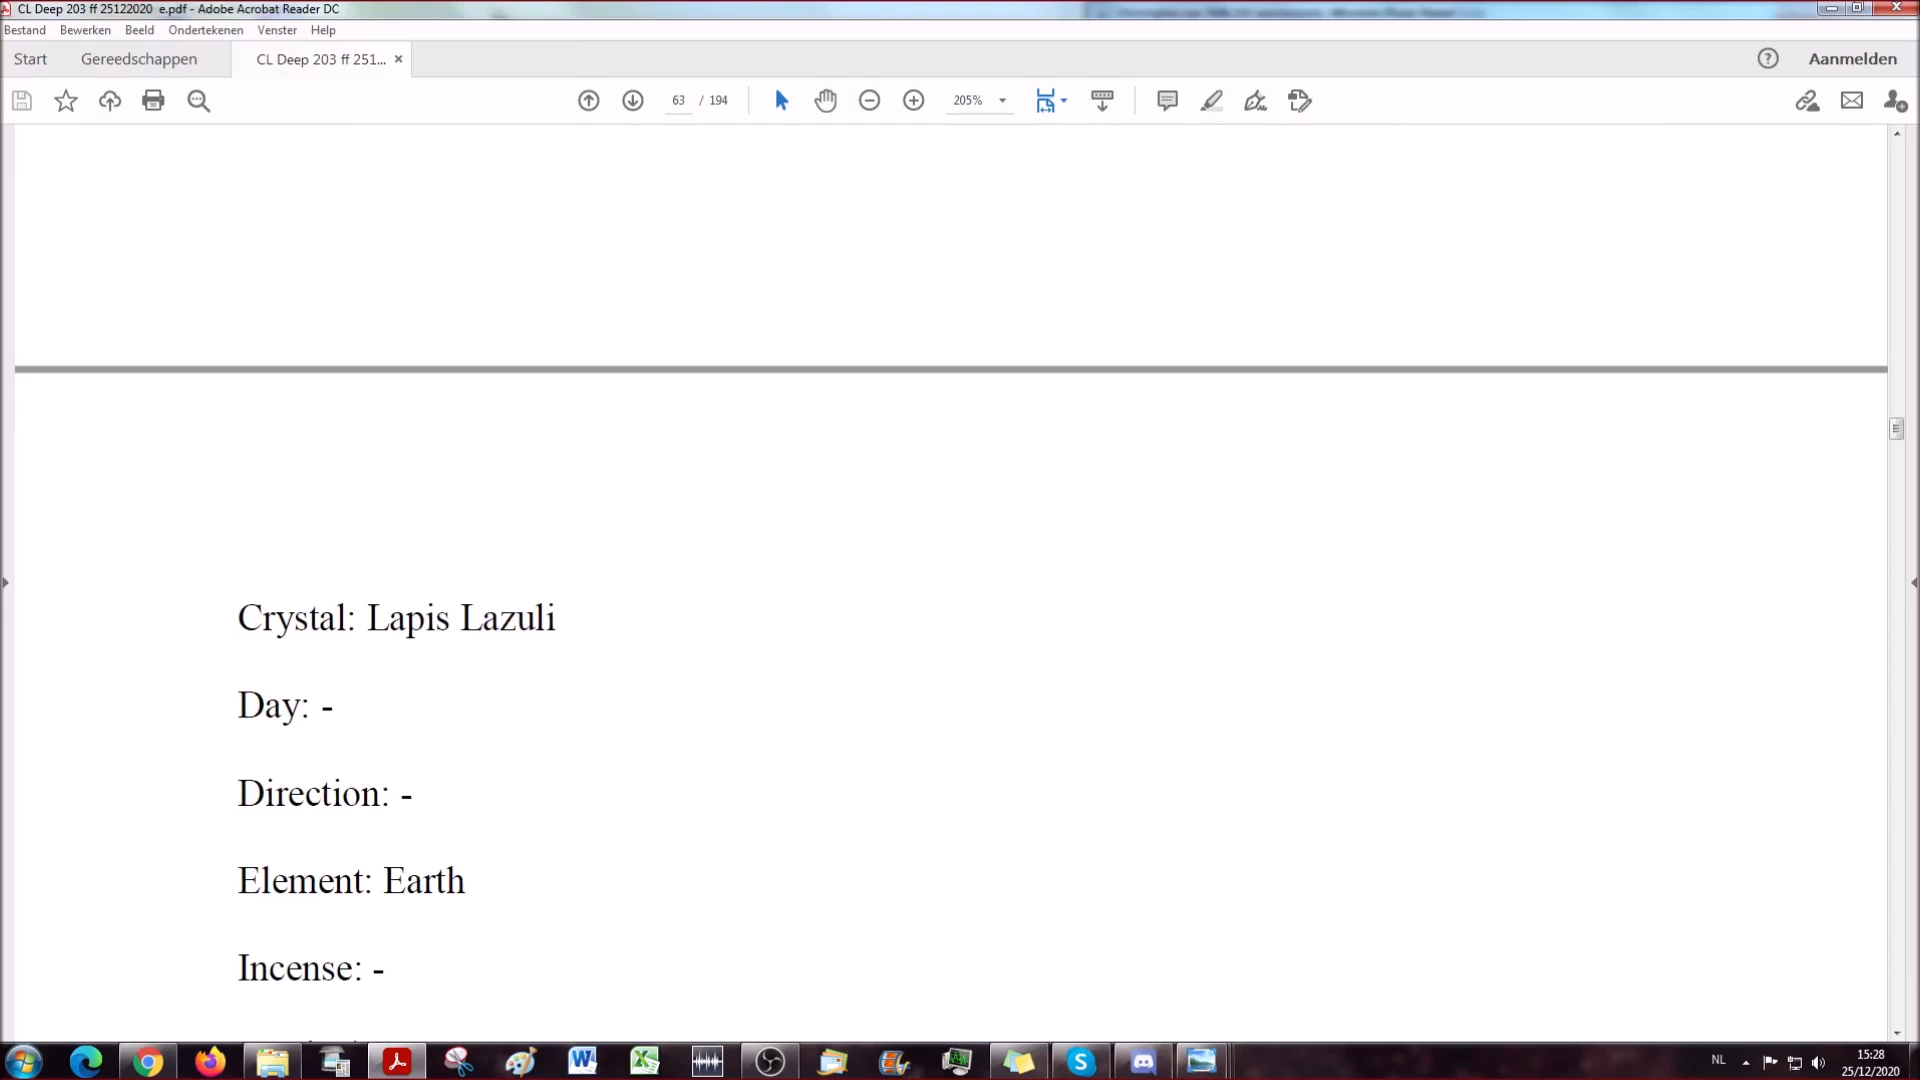 CL Deep 203 ff 25122020 e.pdf - Adobe Acrobat Reader DC
Bestand Bewerken Beeld Ondertekenen Venster Help
Start Gereedschappen CL Deep 203 ff 251... × Aanmelden
63 / 194 205%
Crystal: Lapis Lazuli
Day: -
Direction: -
Element: Earth
Incense: -
NL 15:28
25/12/2020